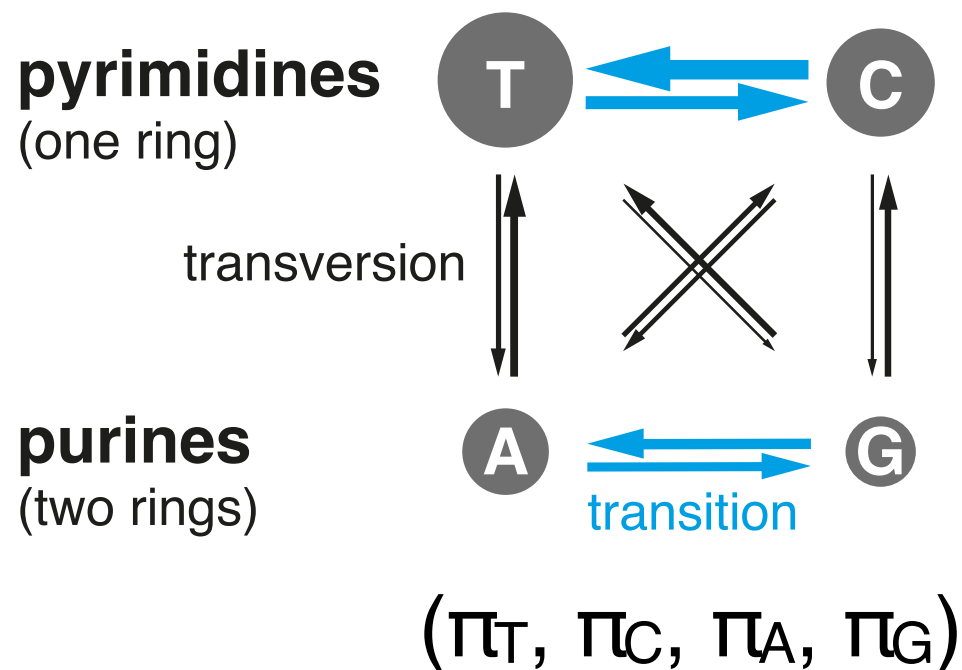 pyrimidines
(one ring)
T
C
transversion
purines
(two rings)
A
G
transition
(πT, πC, πA, πG)